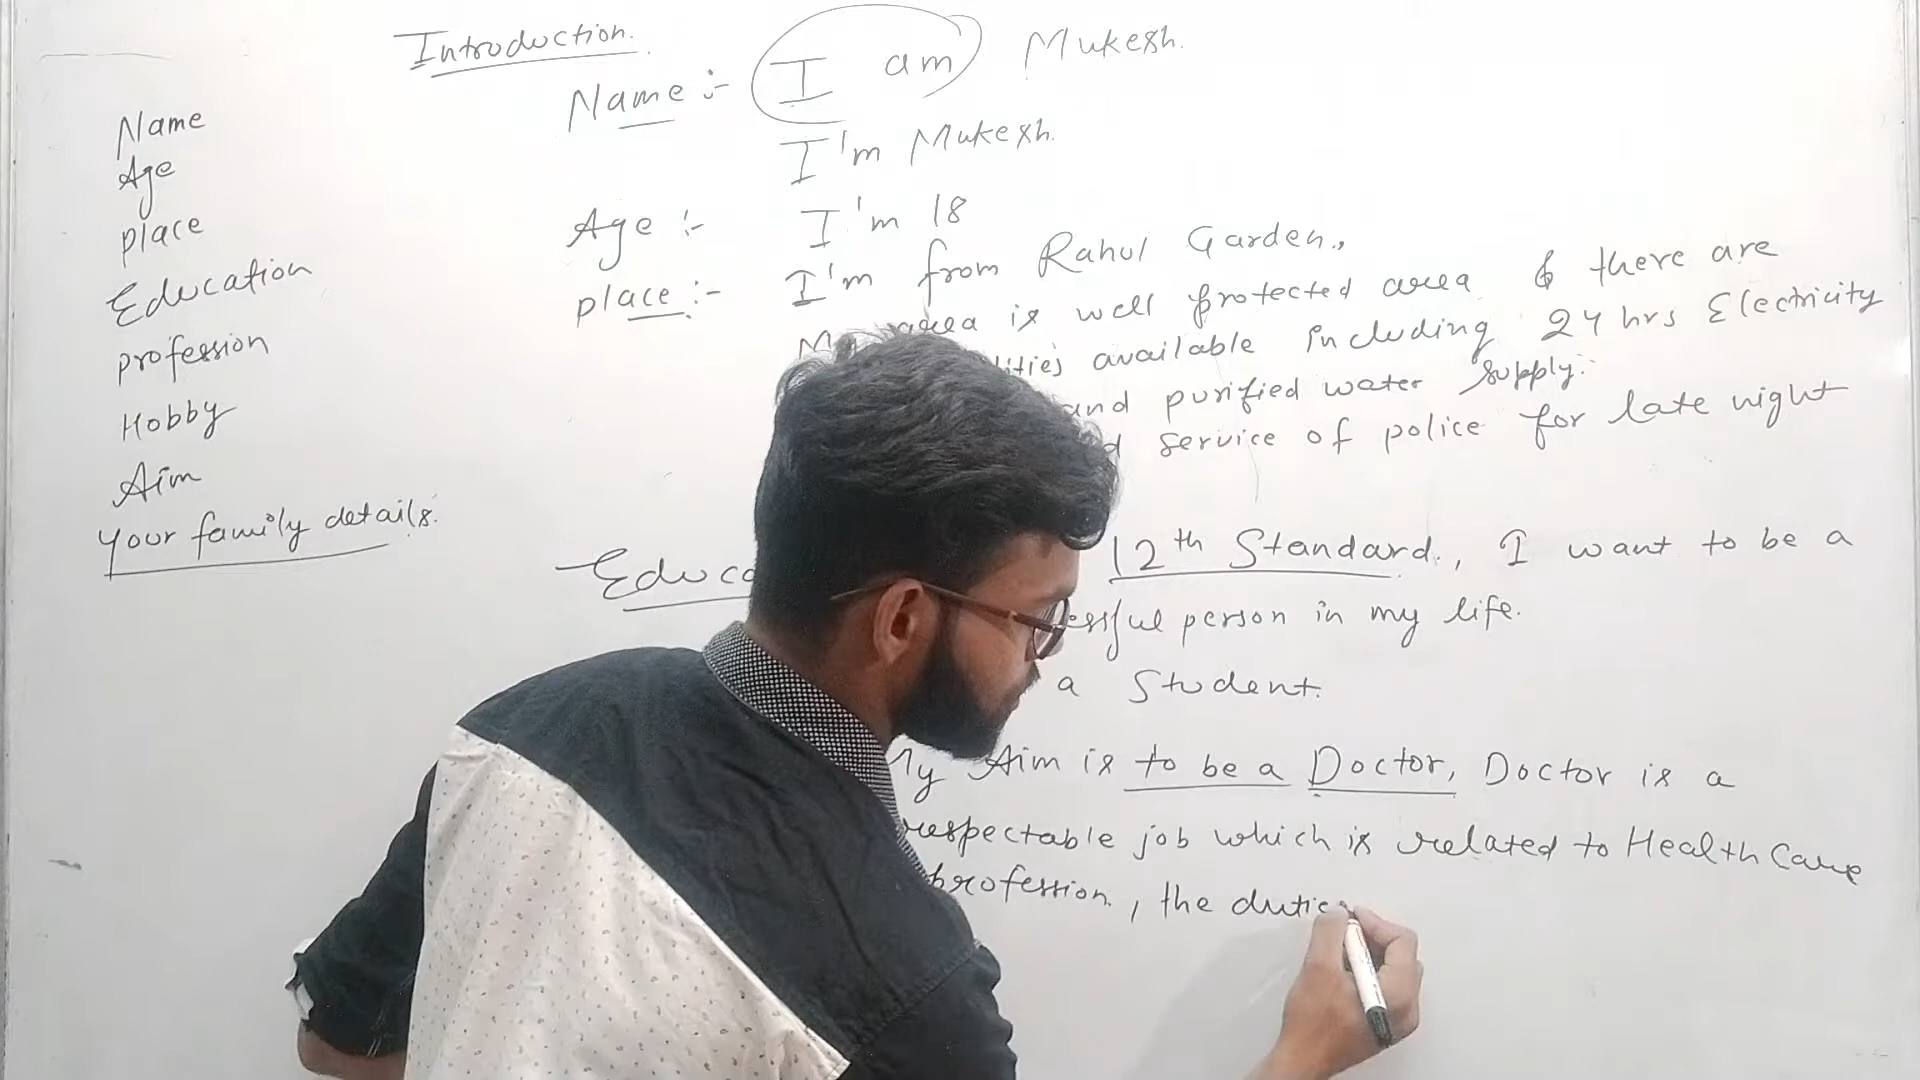 Introduction.
Name
Age
place
Education
profession
Hobby
Aim
Your family details.
Name :- I am Mukesh.
I'm Mukesh.
Age :- I'm 18
place :- I'm from Rahul Garden.,
area is well protected area & there are
available including 24 hrs Electricity
and purified water supply.
service of police for late night
12th Standard., I want to be a
person in my life.
a Student.
My Aim is to be a Doctor, Doctor is a
respectable job which is related to Health Care
profession, the duties